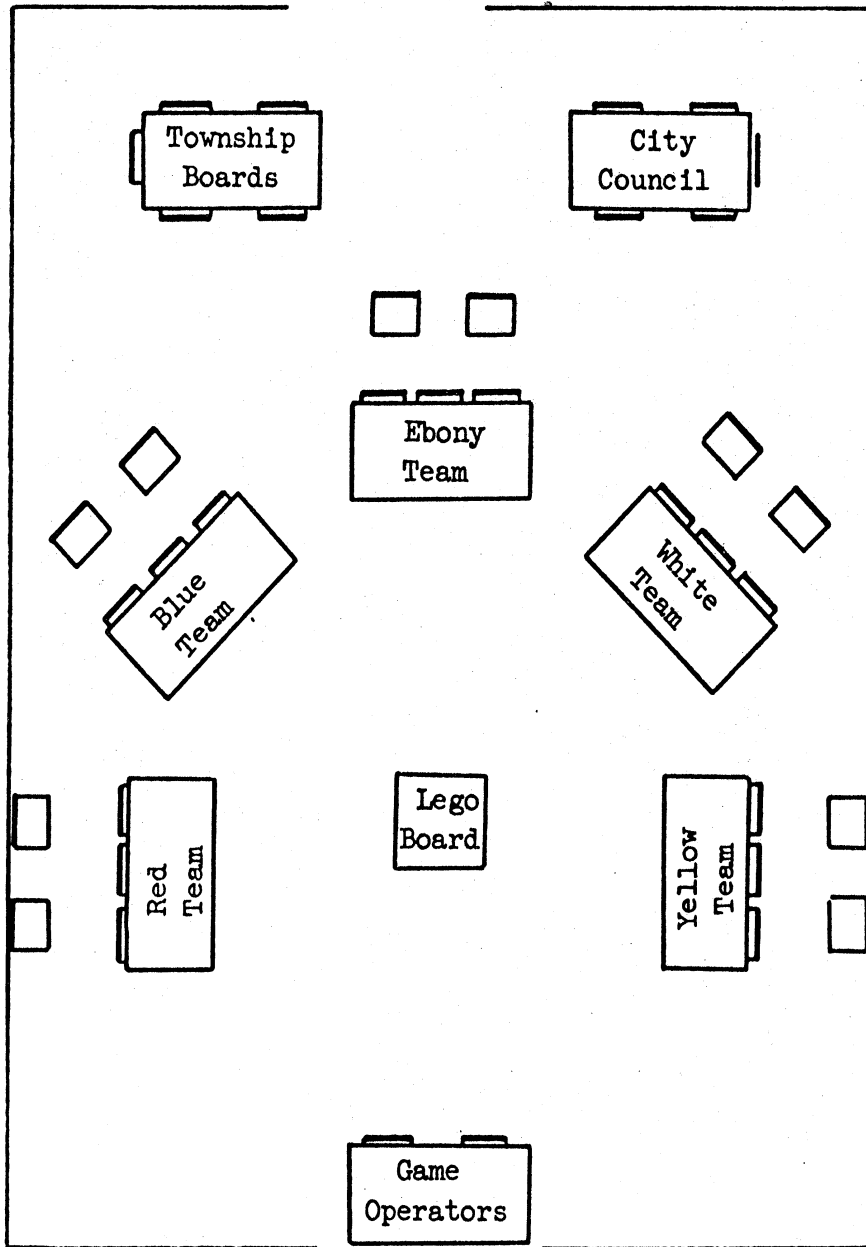 Township
Boards
City
Council
Ebony
Team
Blue
Team
White
Team
Lego
Board
Red
Team
Yellow
Team
Game
Operators